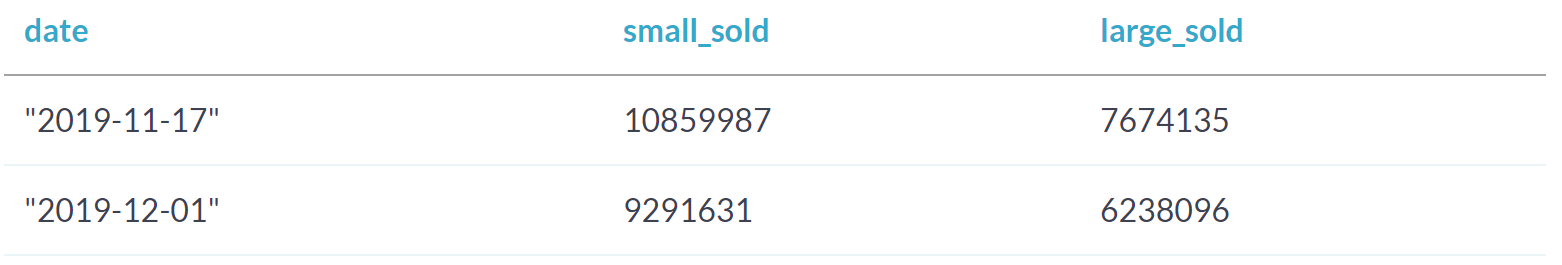 date small_sold large_sold
"2019-11-17" 10859987 7674135
"2019-12-01" 9291631 6238096